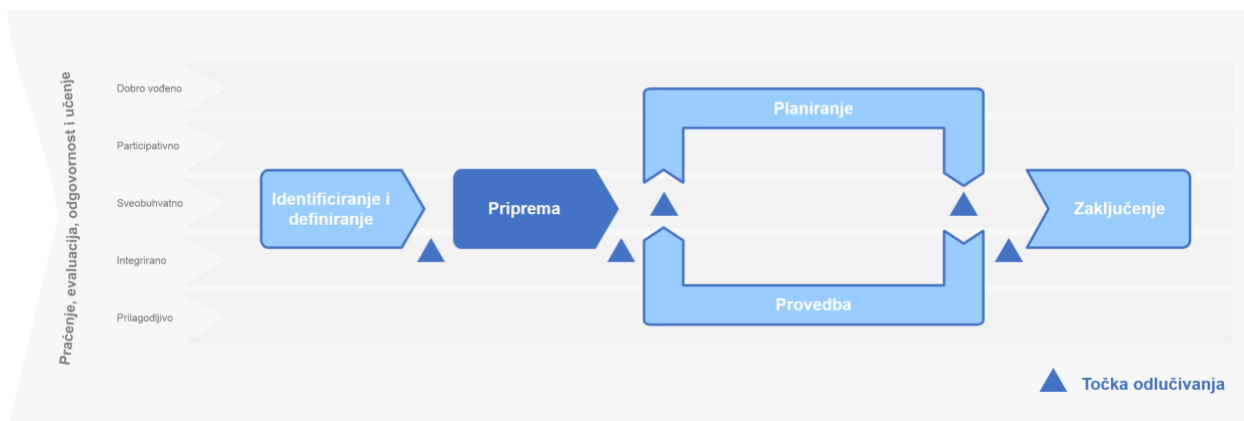 Praćenje, evaluacija, odgovornost i učenje
Dobro vođeno
Participativno
Sveobuhvatno
Integrirano
Prilagodljivo
Identificiranje i
definiranje
Priprema
Planiranje
Provedba
Zaključenje
Točka odlučivanja